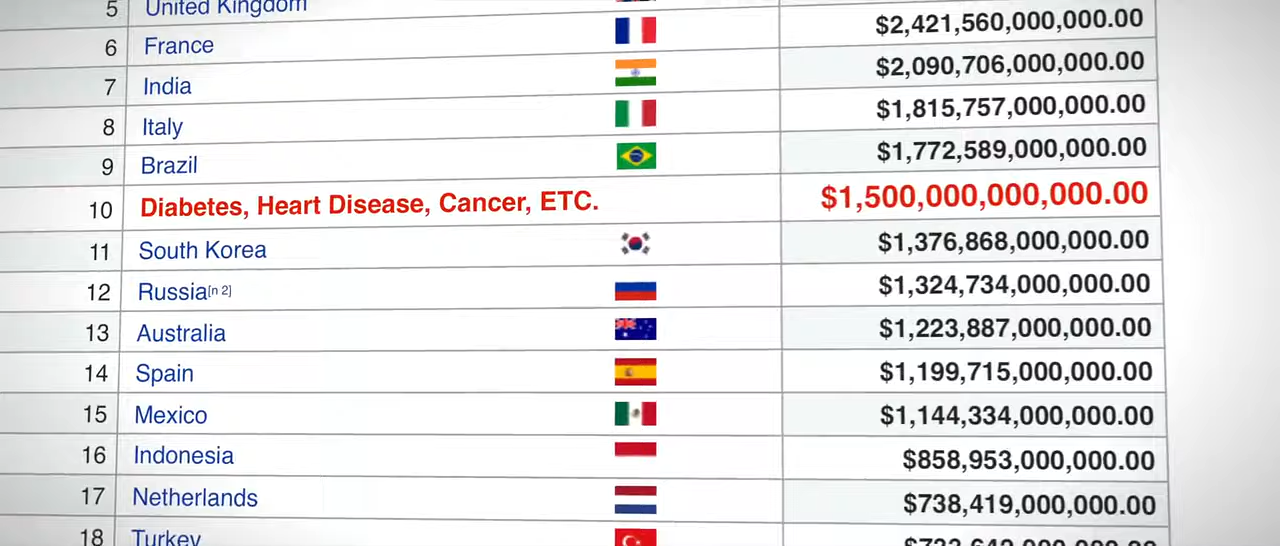 5 United Kingdom
6 France $2,421,560,000,000.00
7 India $2,090,706,000,000.00
8 Italy $1,815,757,000,000.00
9 Brazil $1,772,589,000,000.00
10 Diabetes, Heart Disease, Cancer, ETC. $1,500,000,000,000.00
11 South Korea $1,376,868,000,000.00
12 Russia[n 2] $1,324,734,000,000.00
13 Australia $1,223,887,000,000.00
14 Spain $1,199,715,000,000.00
15 Mexico $1,144,334,000,000.00
16 Indonesia $858,953,000,000.00
17 Netherlands $738,419,000,000.00
18 Turkey